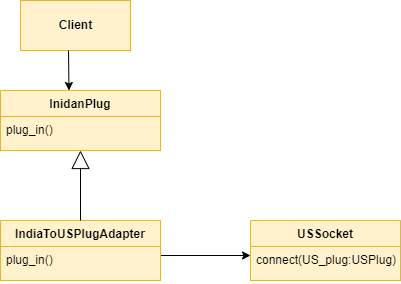 Client
InidanPlug
plug_in()
IndiaToUSPlugAdapter
plug_in()
USSocket
connect(US_plug:USPlug)